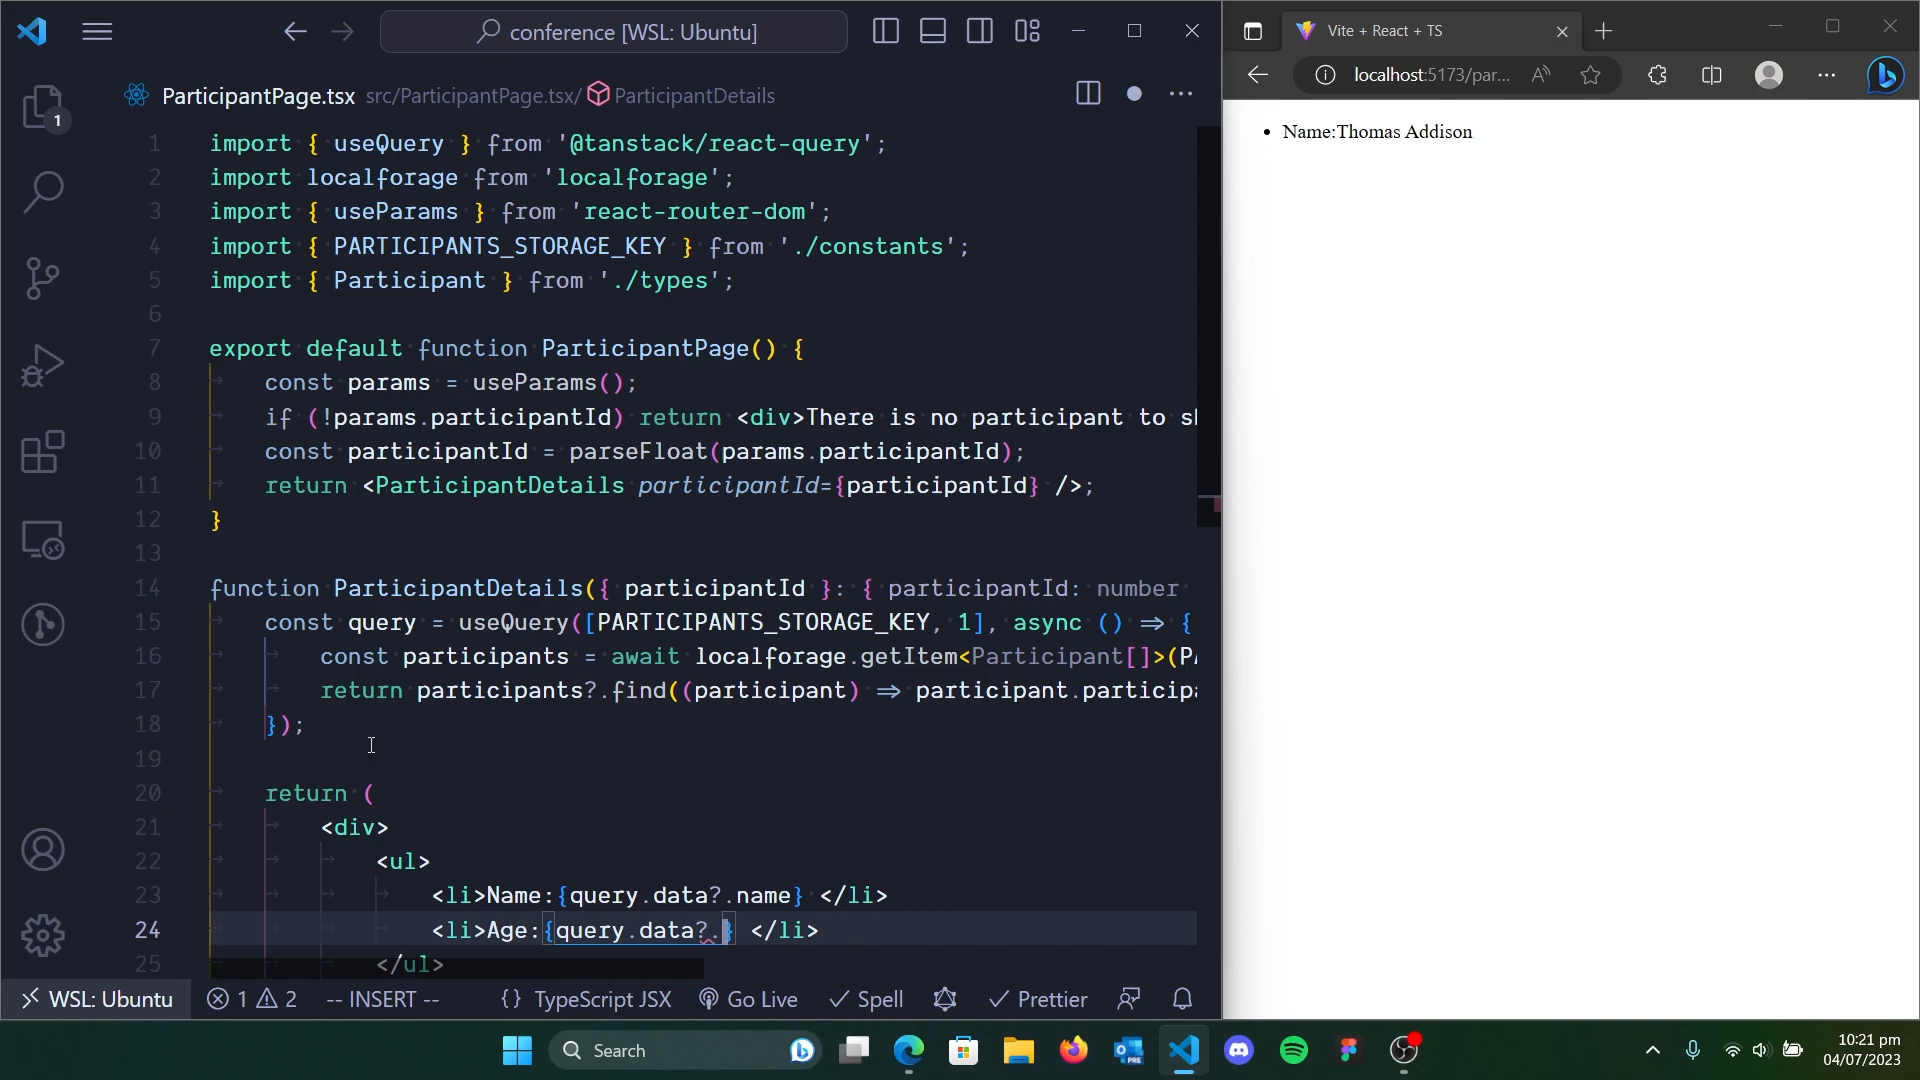 conference [WSL: Ubuntu]
Vite + React + TS
localhost:5173/par...
1
ParticipantPage.tsx src/ParticipantPage.tsx/ ParticipantDetails
1 import { useQuery } from '@tanstack/react-query';
2 import localforage from 'localforage';
3 import { useParams } from 'react-router-dom';
4 import { PARTICIPANTS_STORAGE_KEY } from './constants';
5 import { Participant } from './types';
6
7 export default function ParticipantPage() {
8 const params = useParams();
9 if (!params.participantId) return <div>There is no participant to sh
10 const participantId = parseFloat(params.participantId);
11 return <ParticipantDetails participantId={participantId} />;
12 }
13
14 function ParticipantDetails({ participantId }: { participantId: number
15 const query = useQuery([PARTICIPANTS_STORAGE_KEY, 1], async () => {
16 const participants = await localforage.getItem<Participant[]>(PA
17 return participants?.find((participant) => participant.participa
18 });
19
20 return (
21 <div>
22 <ul>
23 <li>Name:{query.data?.name} </li>
24 <li>Age:{query.data?.} </li>
25 </ul>
WSL: Ubuntu 1 2 -- INSERT -- {} TypeScript JSX Go Live Spell Prettier
• Name:Thomas Addison
Search
PRE
10:21 pm
04/07/2023